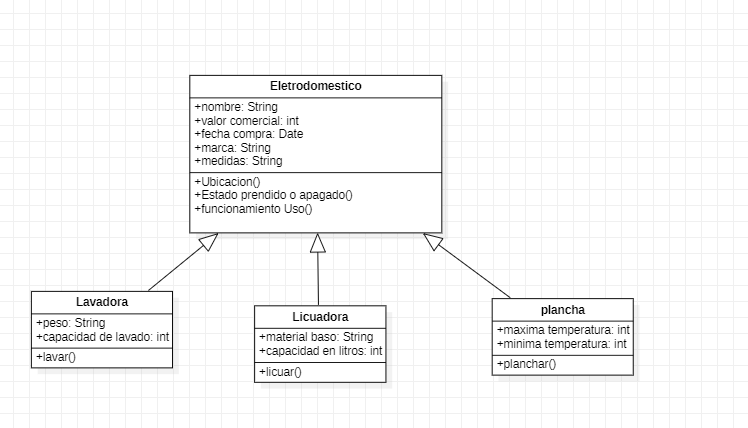 Eletrodomestico
+nombre: String
+valor comercial: int
+fecha compra: Date
+marca: String
+medidas: String
+Ubicacion()
+Estado prendido o apagado()
+funcionamiento Uso()
Lavadora
+peso: String
+capacidad de lavado: int
+lavar()
Licuadora
+material baso: String
+capacidad en litros: int
+licuar()
plancha
+maxima temperatura: int
+minima temperatura: int
+planchar()